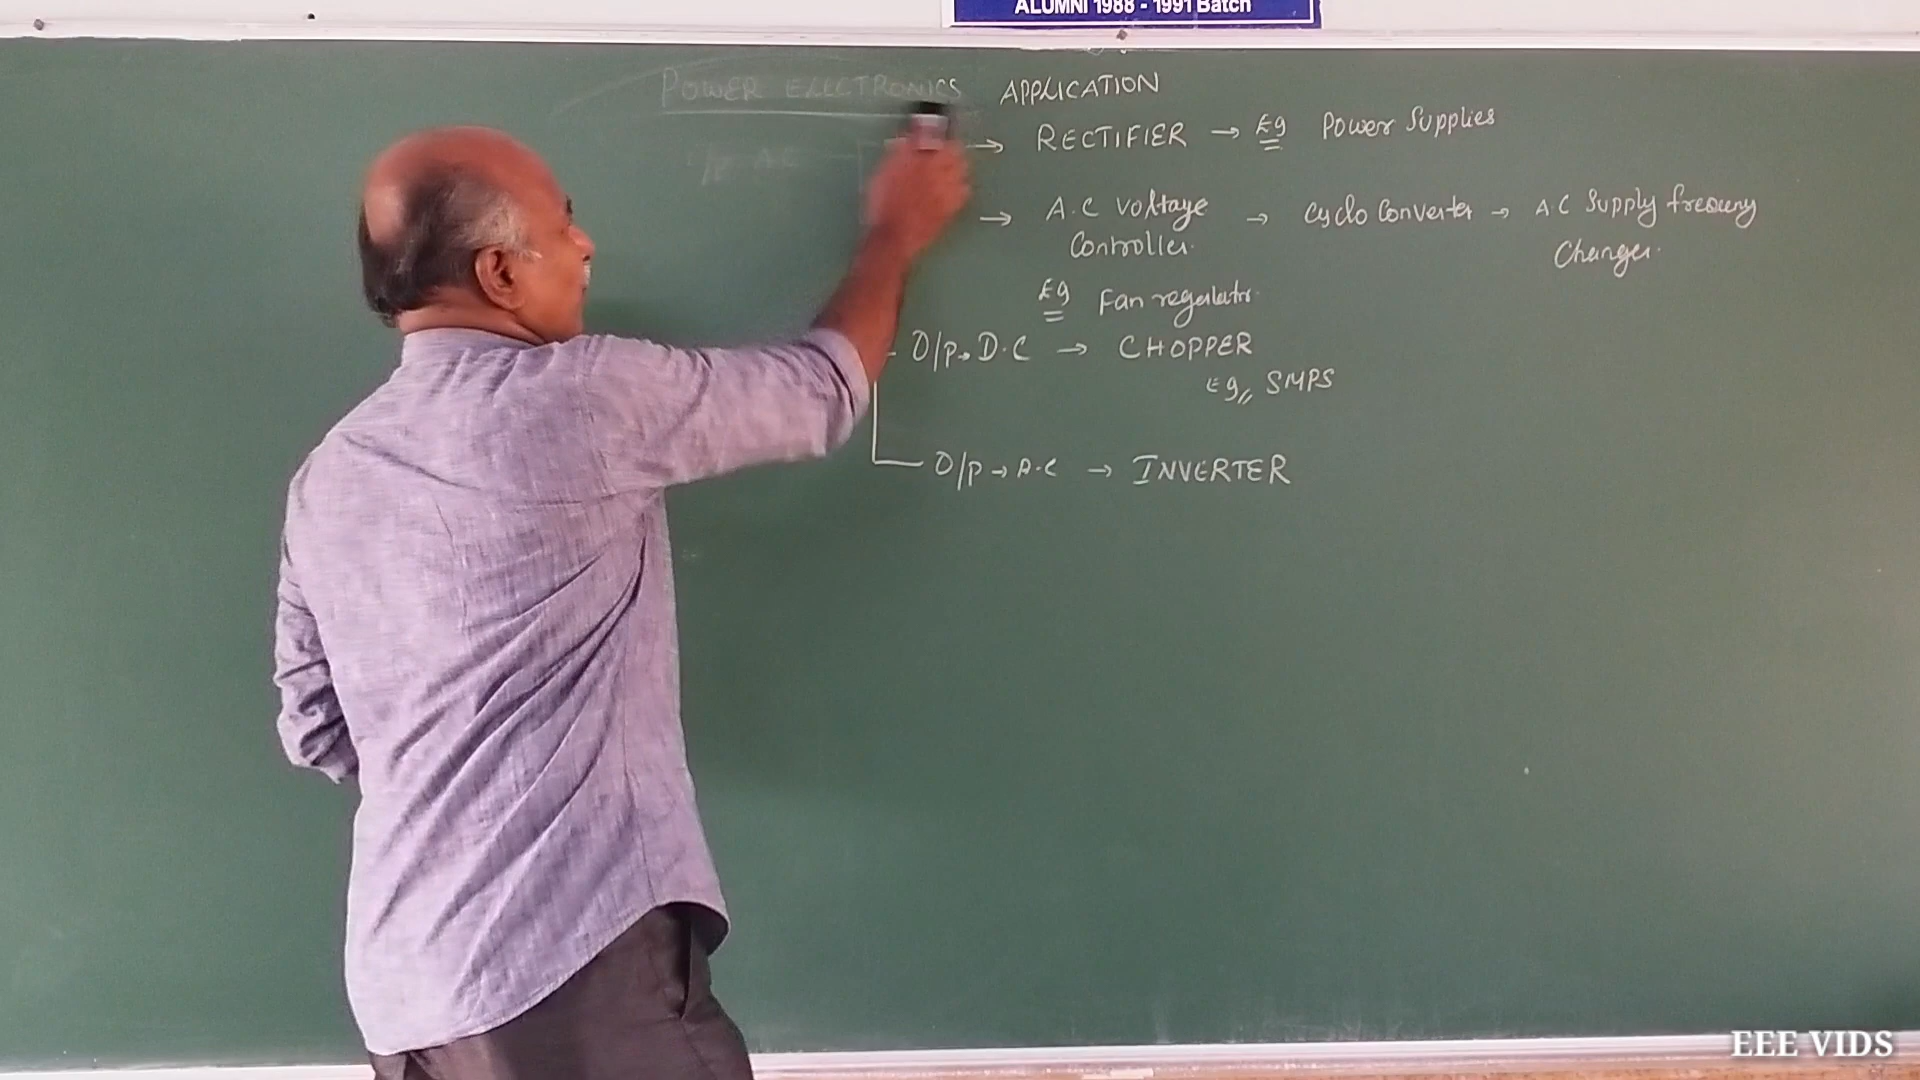 ALUMNI 1988 - 1991 Batch
POWER ELECTRONICS APPLICATION
→ RECTIFIER → Eg Power Supplies
I/P AC
→ A.C Voltage Controller. → Cyclo Converter → AC Supply frequency Changer.
Eg Fan regulator.
O/P → D.C → CHOPPER
Eg,, SMPS
O/P → A.C → INVERTER
EEE VIDS